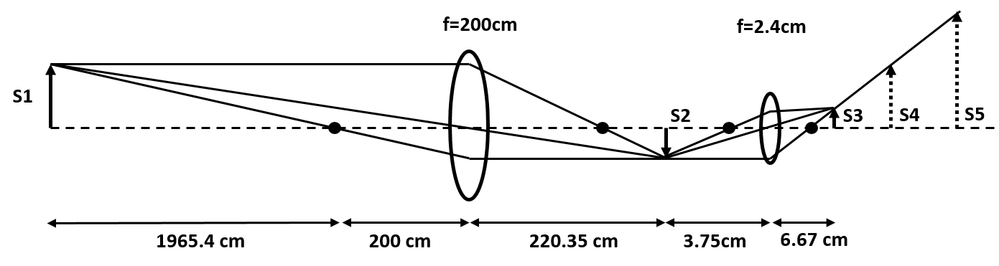 f=200cm
f=2.4cm
S1
S2
S3
S4
S5
1965.4 cm
200 cm
220.35 cm
3.75cm
6.67 cm